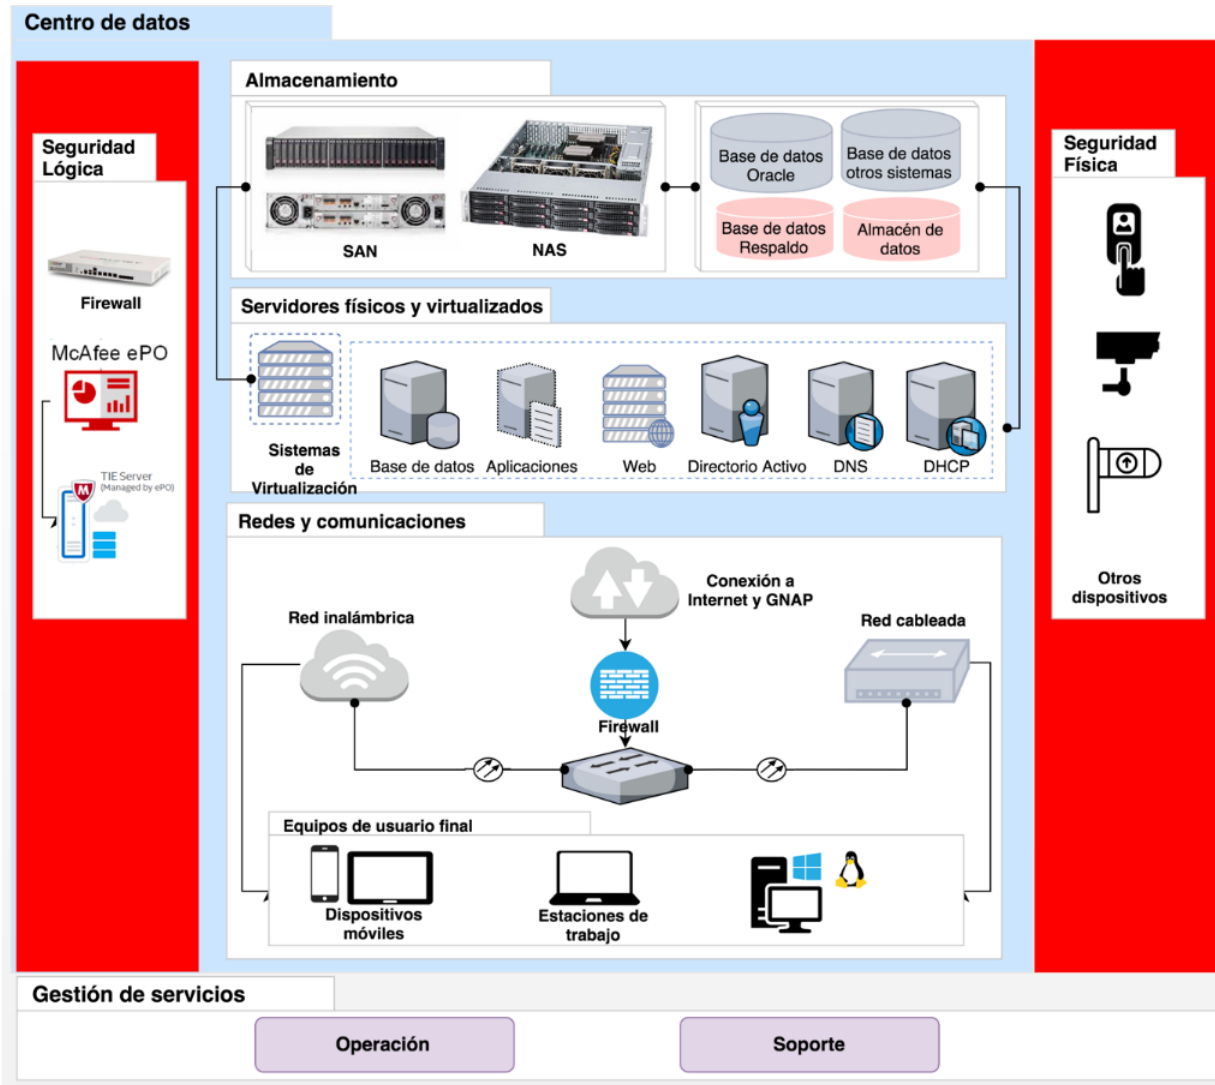 Centro de datos
Almacenamiento
Seguridad
Lógica
Firewall
McAfee ePO
TIE Server
(Managed by ePO)
SAN
NAS
Base de datos
Oracle
Base de datos
otros sistemas
Base de datos
Respaldo
Almacén de
datos
Servidores físicos y virtualizados
Sistemas
de
Virtualización
Base de datos
Aplicaciones
Web
Directorio Activo
DNS
DHCP
Redes y comunicaciones
Conexión a
Internet y GNAP
Red inalámbrica
Red cableada
Firewall
Equipos de usuario final
Dispositivos
móviles
Estaciones de
trabajo
Seguridad
Física
Otros
dispositivos
Gestión de servicios
Operación
Soporte